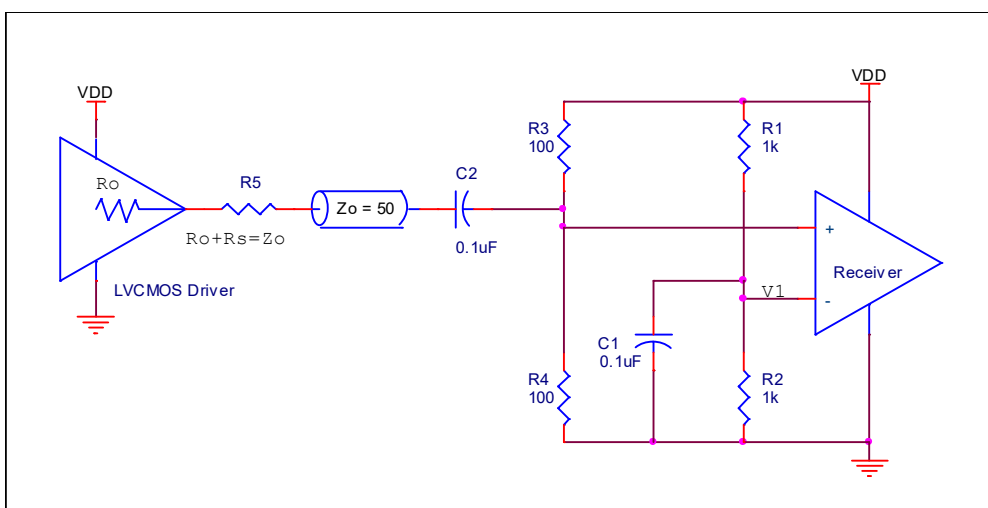 VDD
VDD
R3
100
R1
1k
Ro
R5
C2
Zo = 50
0.1uF
Ro+Rs=Zo
+
Receiver
LVCMOS Driver
V1
-
C1
0.1uF
R4
100
R2
1k